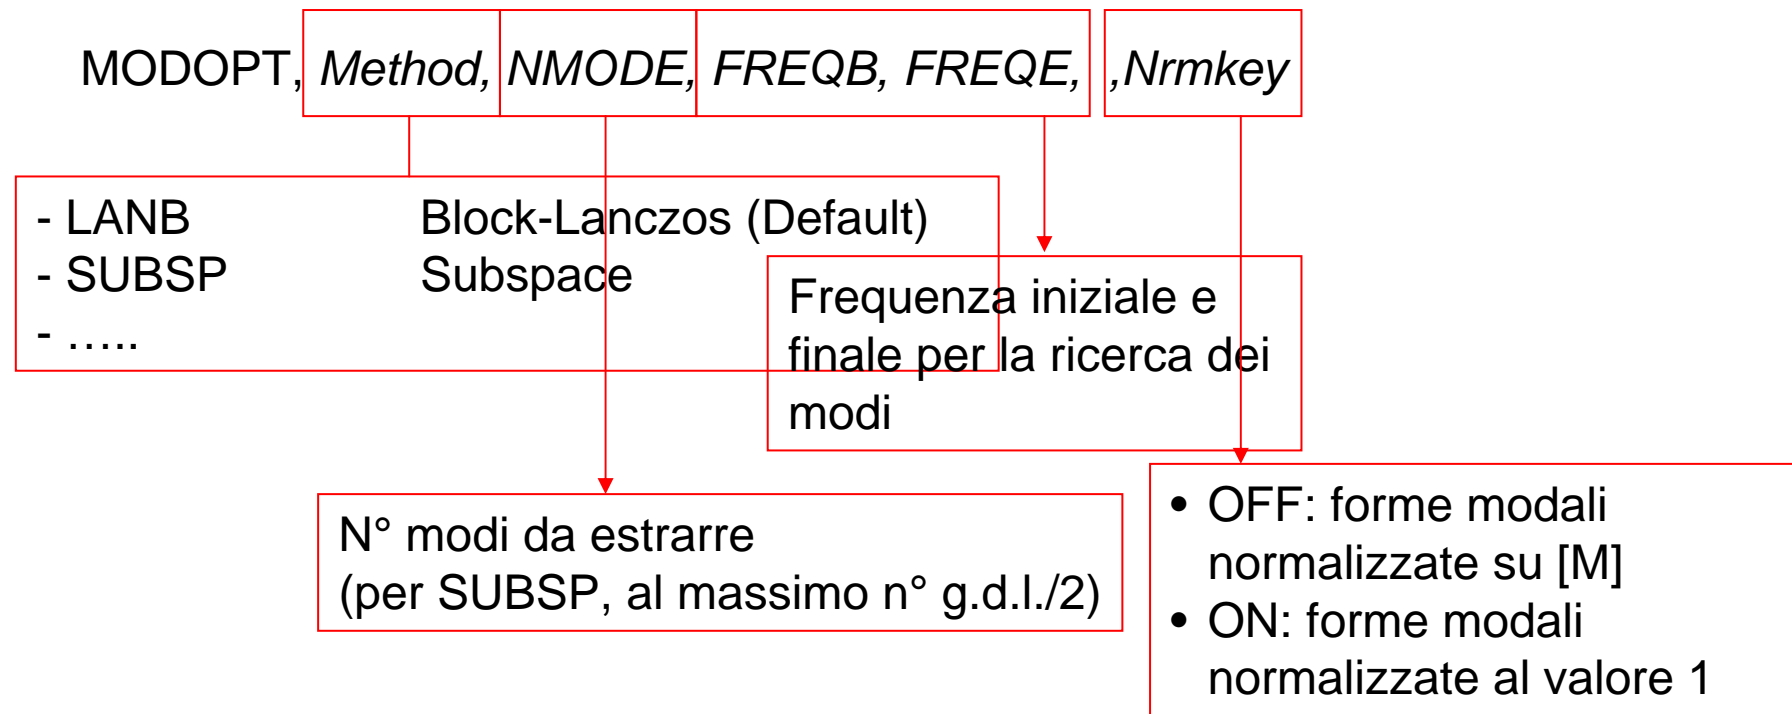 MODOPT, Method, NMODE, FREQB, FREQE, ,Nrmkey
- LANB Block-Lanczos (Default)
- SUBSP Subspace
- …..
Frequenza iniziale e
finale per la ricerca dei
modi
N° modi da estrarre
(per SUBSP, al massimo n° g.d.l./2)
• OFF: forme modali
normalizzate su [M]
• ON: forme modali
normalizzate al valore 1